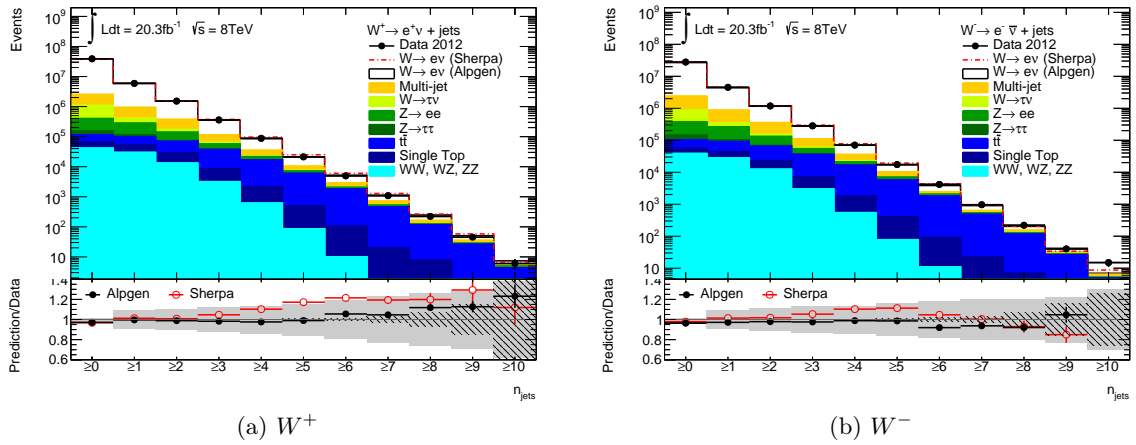 Events
10⁹
10⁸
10⁷
10⁶
10⁵
10⁴
10³
10²
10
∫ Ldt = 20.3fb⁻¹ √s = 8TeV
W⁺→ e⁺ν + jets
Data 2012
W→ eν (Sherpa)
W→ eν (Alpgen)
Multi-jet
W→τν
Z→ ee
Z→ττ
tt̄
Single Top
WW, WZ, ZZ
Prediction/Data
1.4
1.2
1
0.8
0.6
Alpgen Sherpa
≥0 ≥1 ≥2 ≥3 ≥4 ≥5 ≥6 ≥7 ≥8 ≥9 ≥10
n_jets
(a) W⁺
Events
10⁹
10⁸
10⁷
10⁶
10⁵
10⁴
10³
10²
10
∫ Ldt = 20.3fb⁻¹ √s = 8TeV
W⁻→ e⁻ ν̅ + jets
Data 2012
W→ eν (Sherpa)
W→ eν (Alpgen)
Multi-jet
W→τν
Z→ ee
Z→ττ
tt̄
Single Top
WW, WZ, ZZ
Prediction/Data
1.4
1.2
1
0.8
0.6
Alpgen Sherpa
≥0 ≥1 ≥2 ≥3 ≥4 ≥5 ≥6 ≥7 ≥8 ≥9 ≥10
n_jets
(b) W⁻